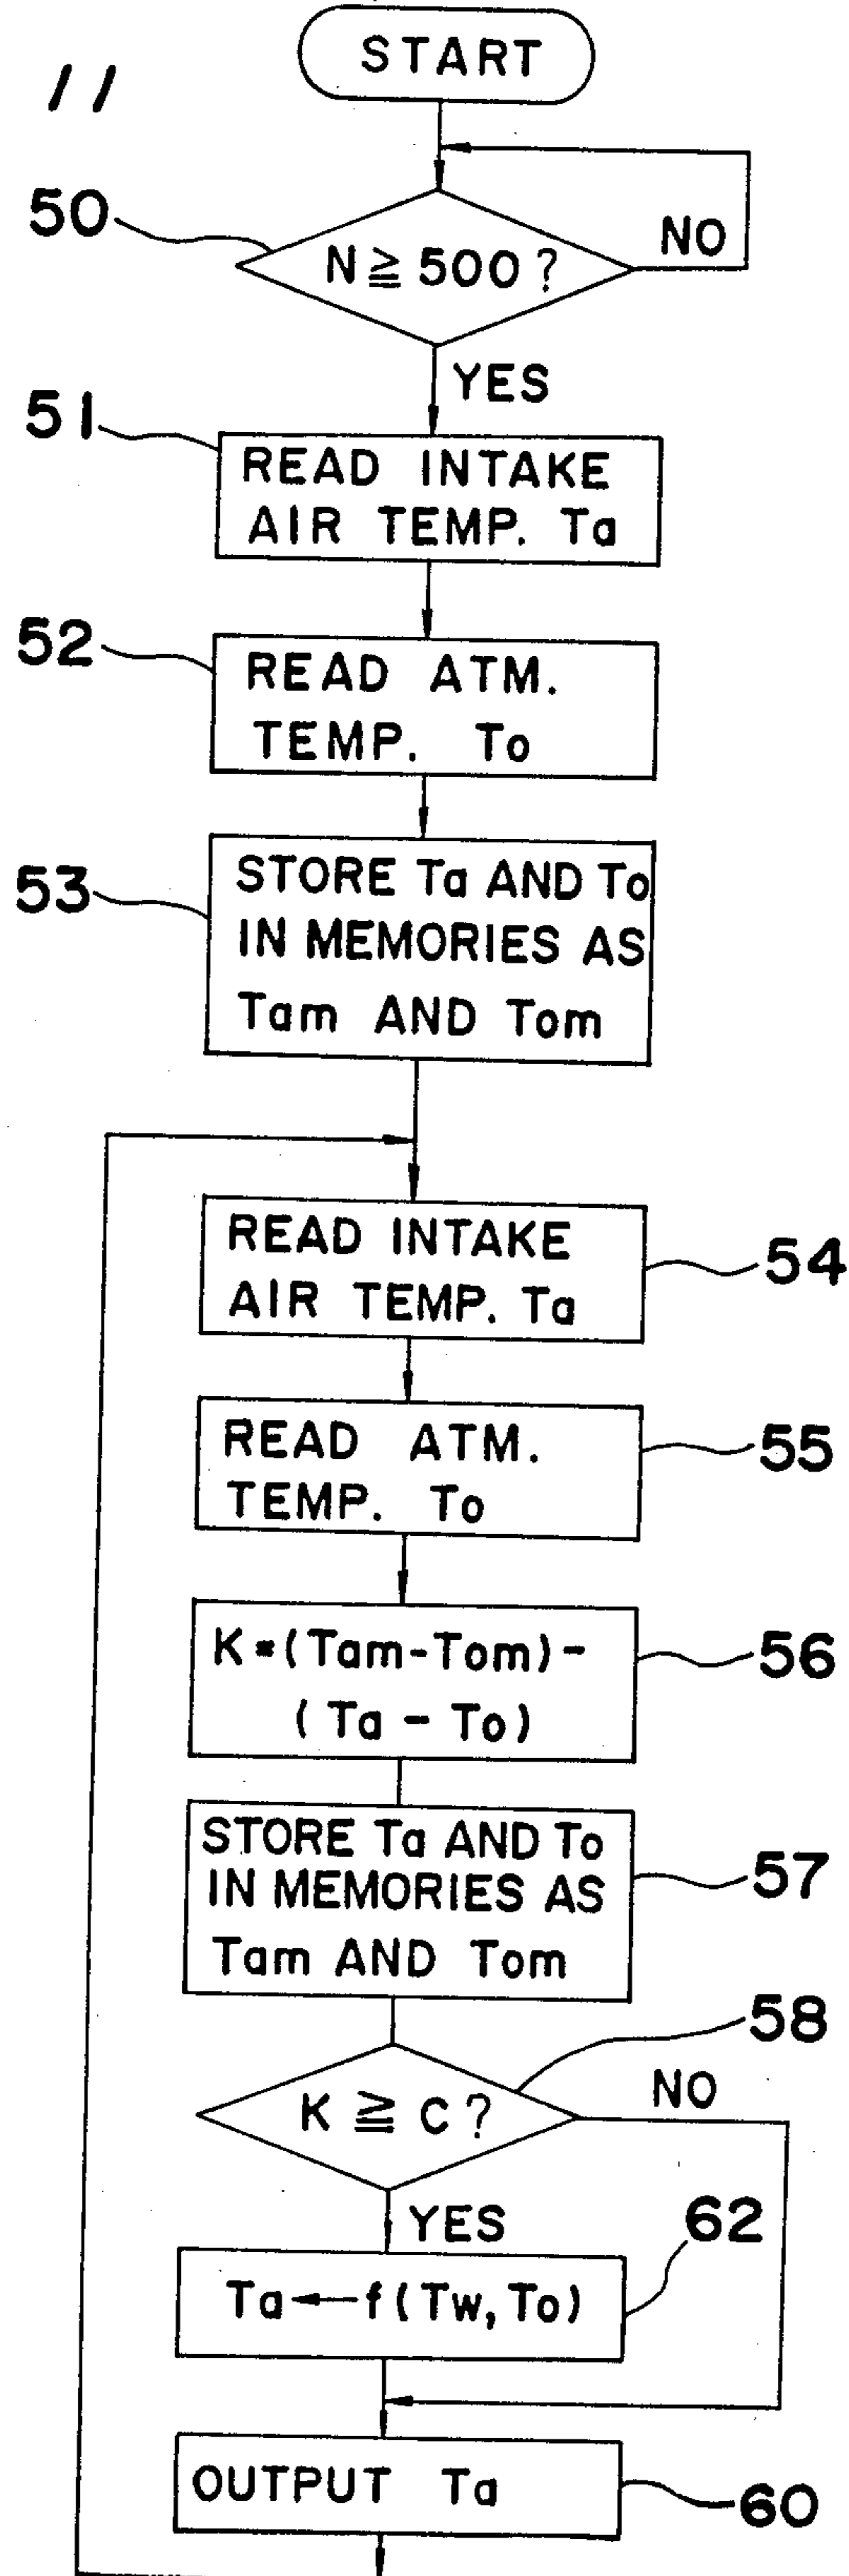 START
11
50
N ≧ 500 ?
NO
YES
51
READ INTAKE
AIR TEMP. Ta
52
READ ATM.
TEMP. To
53
STORE Ta AND To
IN MEMORIES AS
Tam AND Tom
READ INTAKE
AIR TEMP. Ta
54
READ ATM.
TEMP. To
55
K=(Tam-Tom)-
(Ta - To)
56
STORE Ta AND To
IN MEMORIES AS
Tam AND Tom
57
58
K ≧ C ?
NO
YES
62
Ta←f(Tw,To)
OUTPUT Ta
60